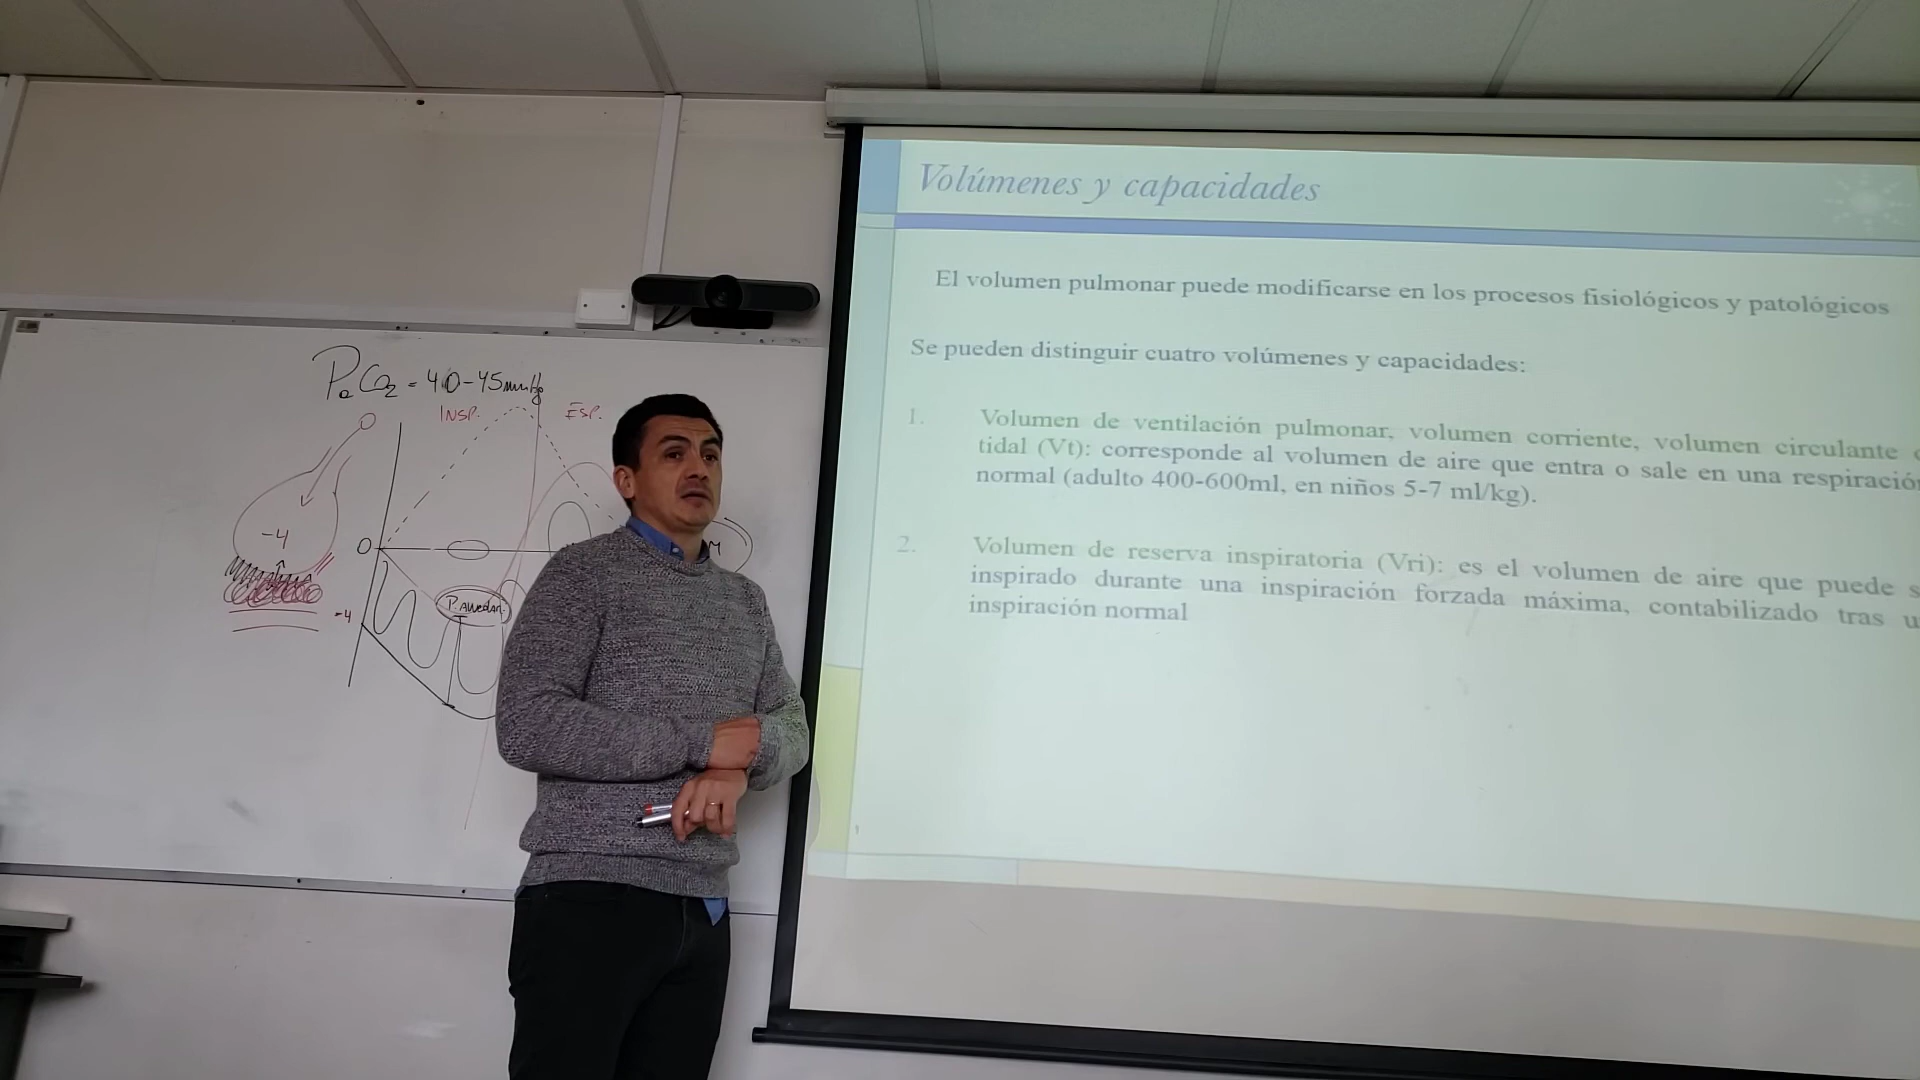 PaCO2 = 40-45mmHg
INSP. ESP.
-4
0
-4
P. Alveolar
Volúmenes y capacidades
El volumen pulmonar puede modificarse en los procesos fisiológicos y patológicos
Se pueden distinguir cuatro volúmenes y capacidades:
1. Volumen de ventilación pulmonar, volumen corriente, volumen circulante
tidal (Vt): corresponde al volumen de aire que entra o sale en una respiración
normal (adulto 400-600ml, en niños 5-7 ml/kg).
2. Volumen de reserva inspiratoria (Vri): es el volumen de aire que puede
inspirado durante una inspiración forzada máxima, contabilizado tras
inspiración normal